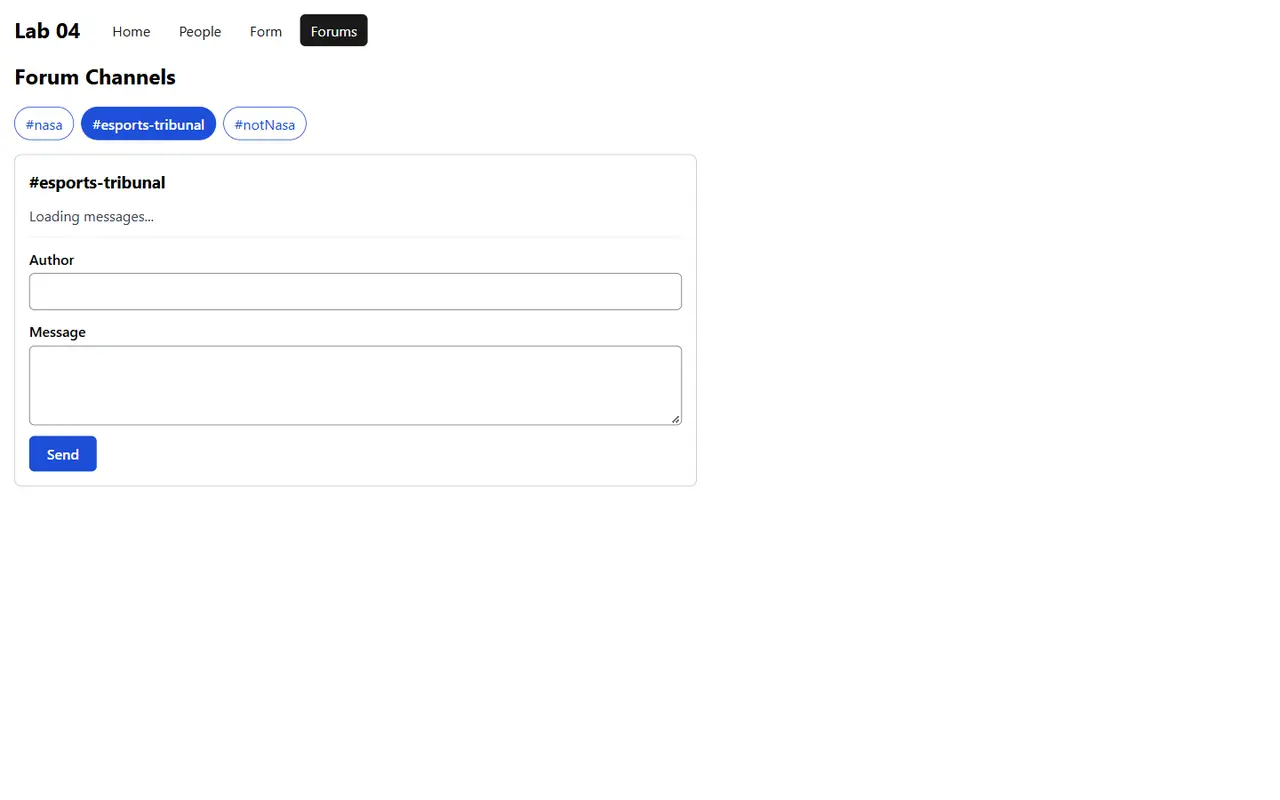 Lab 04 Home People Form Forums
Forum Channels
#nasa #esports-tribunal #notNasa
#esports-tribunal
Loading messages...
Author
Message
Send